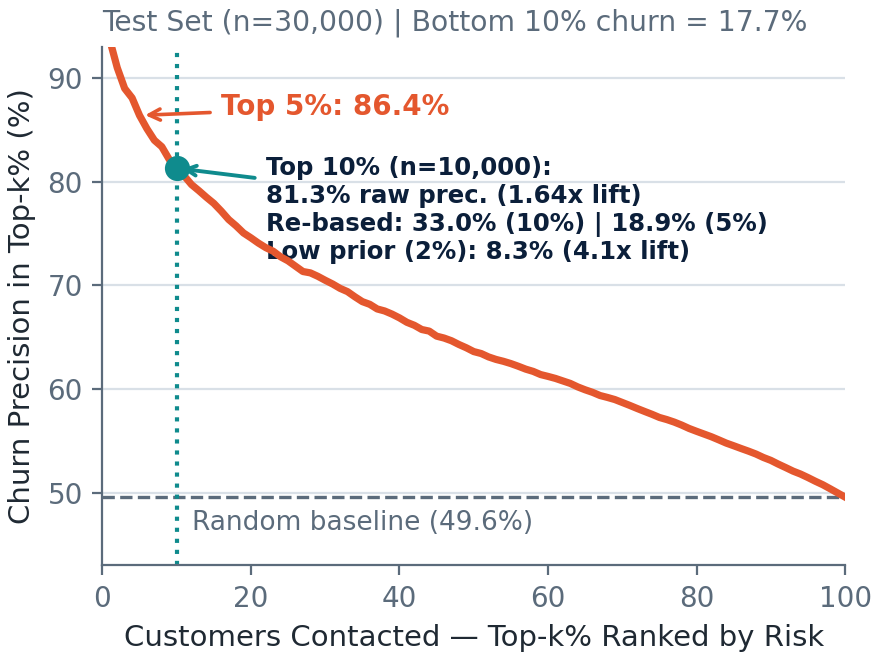 Test Set (n=30,000) | Bottom 10% churn = 17.7%
Churn Precision in Top-k% (%)
90
80
70
60
50
Top 5%: 86.4%
Top 10% (n=10,000):
81.3% raw prec. (1.64x lift)
Re-based: 33.0% (10%) | 18.9% (5%)
Low prior (2%): 8.3% (4.1x lift)
Random baseline (49.6%)
0 20 40 60 80 100
Customers Contacted — Top-k% Ranked by Risk